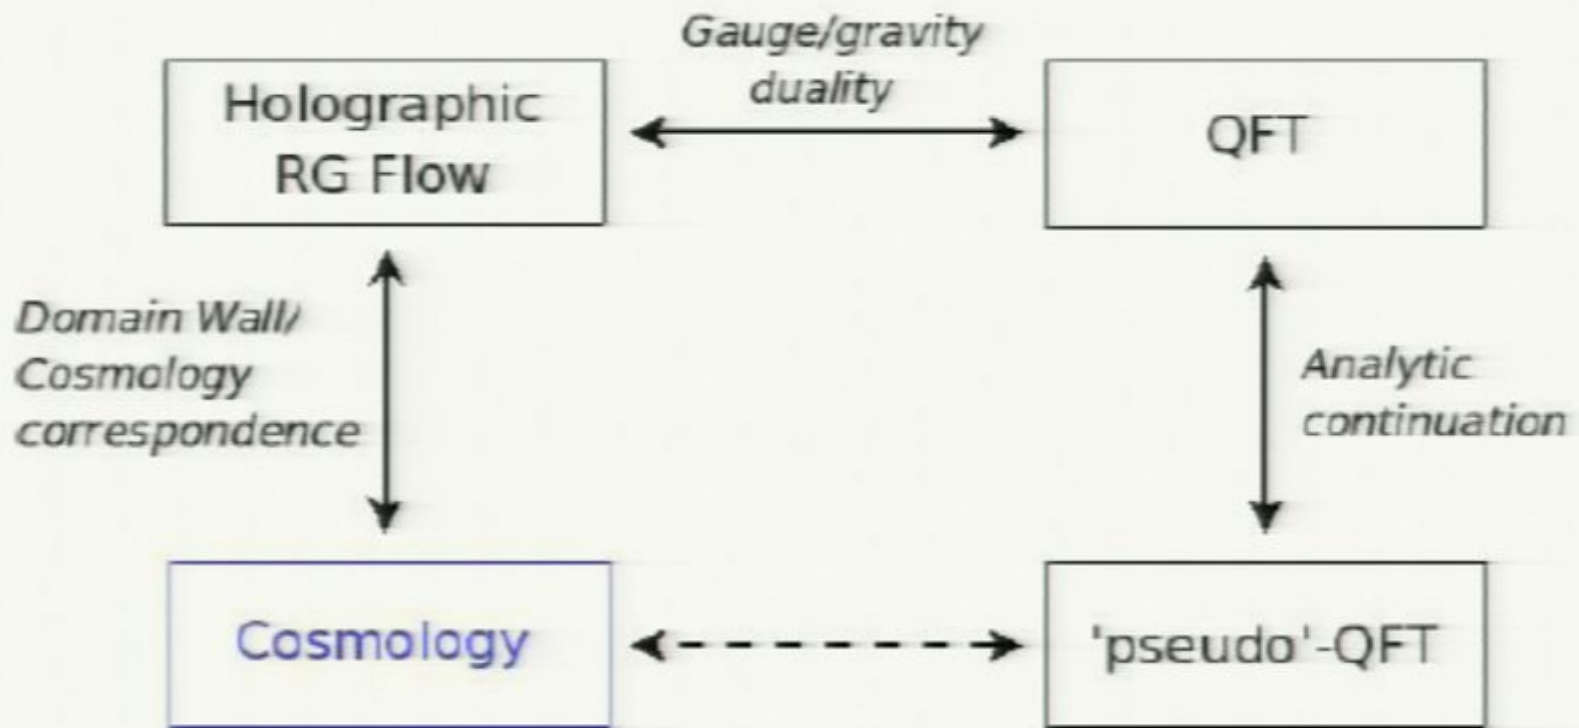 Gauge/gravity
duality
Holographic
RG Flow
QFT
Domain Wall/
Cosmology
correspondence
Analytic
continuation
Cosmology
'pseudo'-QFT